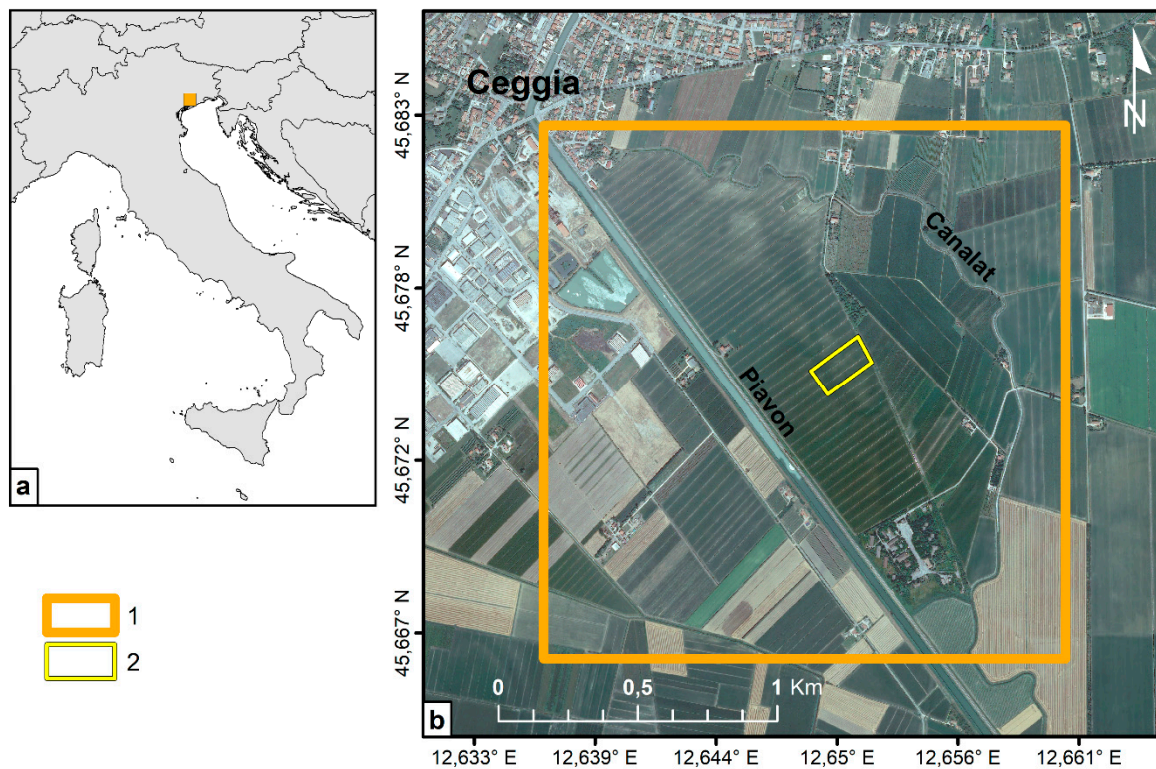 a
1
2
Ceggia
Canalat
Piavon
N
0 0,5 1 Km
b
45,683° N
45,678° N
45,672° N
45,667° N
12,633° E 12,639° E 12,644° E 12,65° E 12,656° E 12,661° E